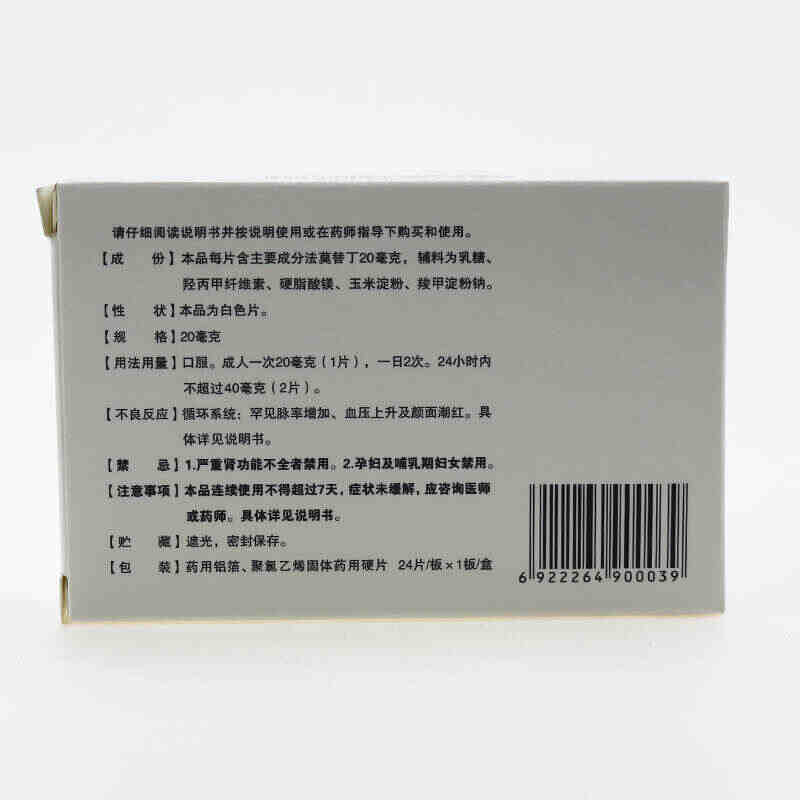 请仔细阅读说明书并按说明使用或在药师指导下购买和使用。
【成　份】本品每片含主要成分法莫替丁20毫克，辅料为乳糖、
羟丙甲纤维素、硬脂酸镁、玉米淀粉、羧甲淀粉钠。
【性　状】本品为白色片。
【规　格】20毫克
【用法用量】口服。成人一次20毫克（1片），一日2次。24小时内
不超过40毫克（2片）。
【不良反应】循环系统：罕见脉率增加、血压上升及颜面潮红。具
体详见说明书。
【禁　忌】1.严重肾功能不全者禁用。2.孕妇及哺乳期妇女禁用。
【注意事项】本品连续使用不得超过7天，症状未缓解，应咨询医师
或药师。具体详见说明书。
【贮　藏】遮光，密封保存。
【包　装】药用铝箔、聚氯乙烯固体药用硬片　24片/板×1板/盒
6 922264 900039